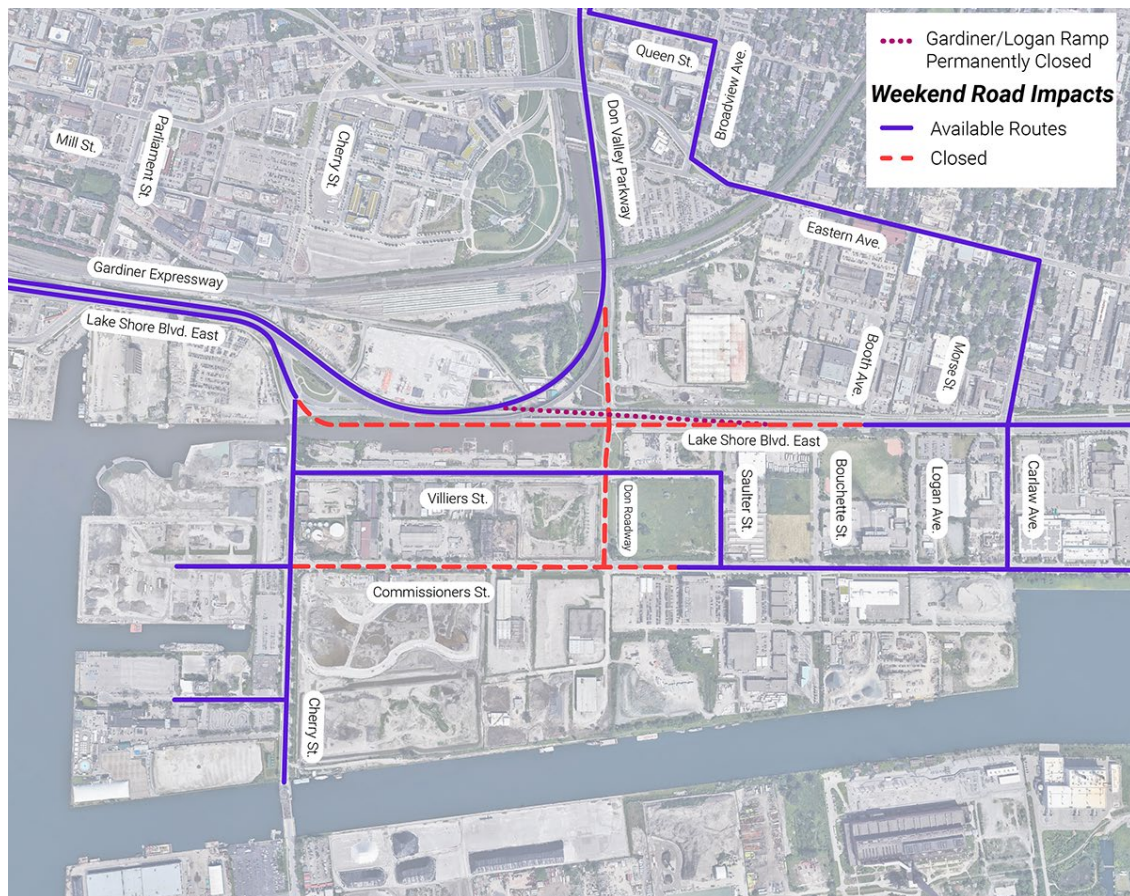 Gardiner/Logan Ramp
Permanently Closed
Weekend Road Impacts
Available Routes
Closed
Queen St.
Broadview Ave.
Don Valley Parkway
Mill St.
Parliament St.
Cherry St.
Eastern Ave.
Gardiner Expressway
Lake Shore Blvd. East
Booth Ave
Morse St.
Lake Shore Blvd. East
Villiers St.
Don Roadway
Saulter St.
Bouchette St.
Logan Ave.
Carlaw Ave.
Commissioners St.
Cherry St.